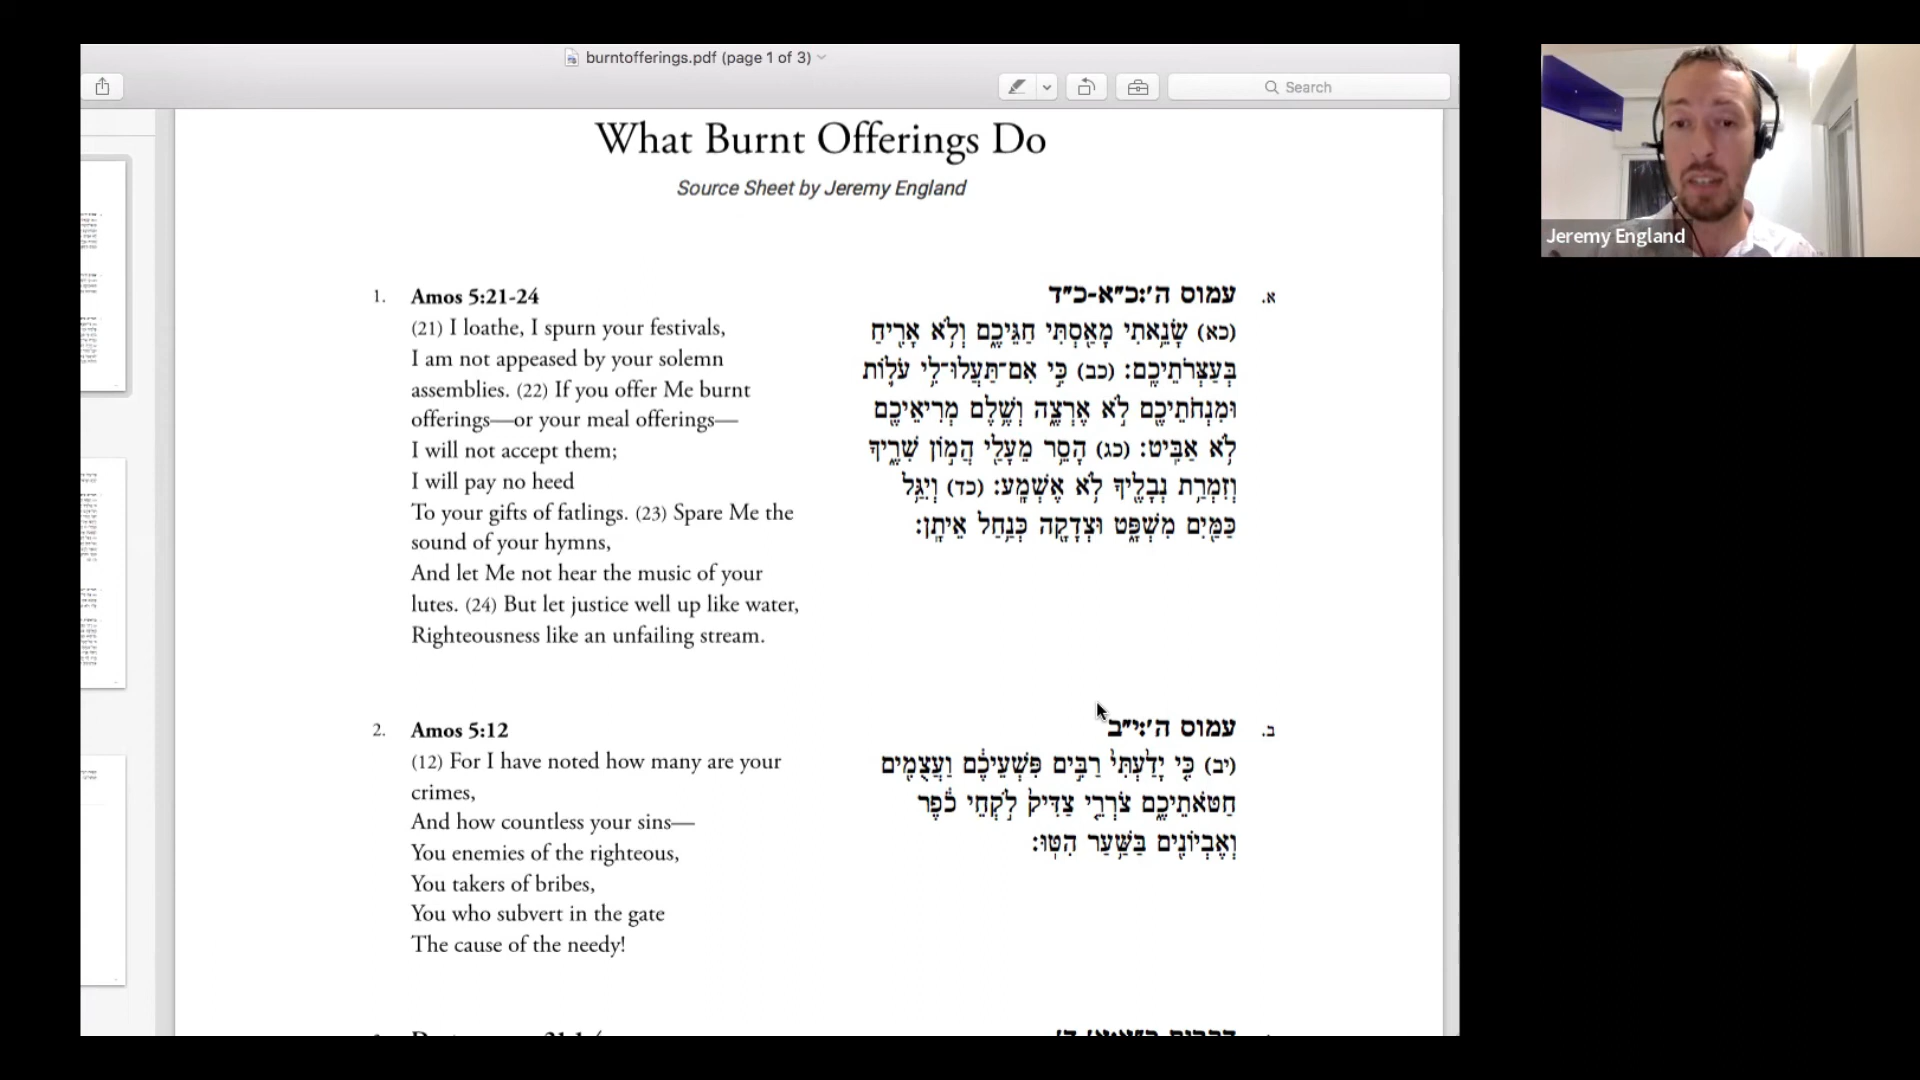 burntofferings.pdf (page 1 of 3)
Search
What Burnt Offerings Do
Source Sheet by Jeremy England
1. Amos 5:21-24
(21) I loathe, I spurn your festivals,
I am not appeased by your solemn
assemblies. (22) If you offer Me burnt
offerings—or your meal offerings—
I will not accept them;
I will pay no heed
To your gifts of fatlings. (23) Spare Me the
sound of your hymns,
And let Me not hear the music of your
lutes. (24) But let justice well up like water,
Righteousness like an unfailing stream.
א. עמוס ה׳:כ״א-כ״ד
(כא) שָׂנֵ֥אתִי מָאַ֖סְתִּי חַגֵּיכֶ֑ם וְלֹ֥א אָרִ֖יחַ
בְּעַצְּרֹֽתֵיכֶֽם׃ (כב) כִּ֣י אִם־תַּעֲלוּ־לִ֥י עֹל֛וֹת
וּמִנְחֹתֵיכֶ֖ם לֹ֣א אֶרְצֶ֑ה וְשֶׁ֥לֶם מְרִיאֵיכֶ֖ם
לֹ֥א אַבִּֽיט׃ (כג) הָסֵ֥ר מֵעָלַ֖י הֲמ֣וֹן שִׁרֶ֑יךָ
וְזִמְרַ֥ת נְבָלֶ֖יךָ לֹ֥א אֶשְׁמָֽע׃ (כד) וְיִגַּ֥ל
כַּמַּ֖יִם מִשְׁפָּ֑ט וּצְדָקָ֖ה כְּנַ֥חַל אֵיתָֽן׃
2. Amos 5:12
(12) For I have noted how many are your
crimes,
And how countless your sins—
You enemies of the righteous,
You takers of bribes,
You who subvert in the gate
The cause of the needy!
ב. עמוס ה׳:י״ב
(יב) כִּ֤י יָדַ֙עְתִּי֙ רַבִּ֣ים פִּשְׁעֵיכֶ֔ם וַעֲצֻמִ֖ים
חַטֹּאתֵיכֶ֑ם צֹרְרֵ֤י צַדִּיק֙ לֹ֣קְחֵי כֹ֔פֶר
וְאֶבְיוֹנִ֖ים בַּשַּׁ֥עַר הִטּֽוּ׃
Jeremy England